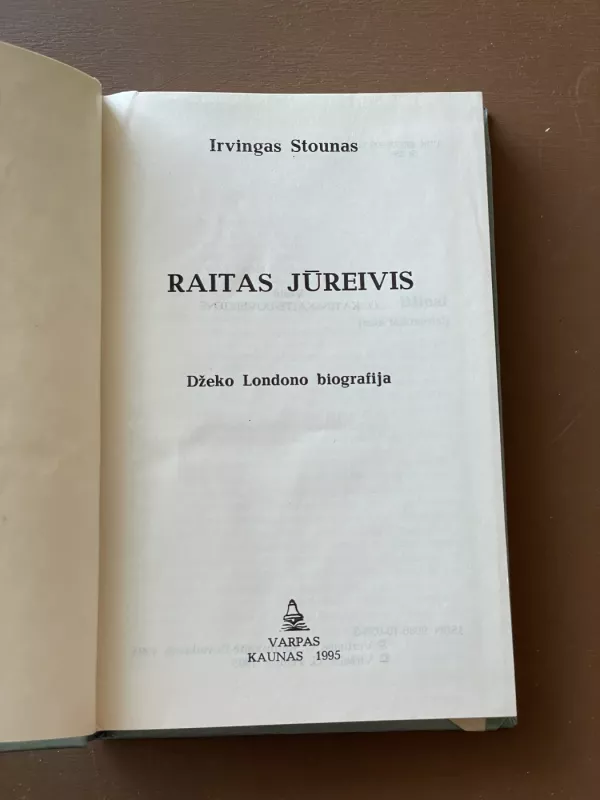 Irvingas Stounas
RAITAS JŪREIVIS
Džeko Londono biografija
VARPAS
KAUNAS 1995